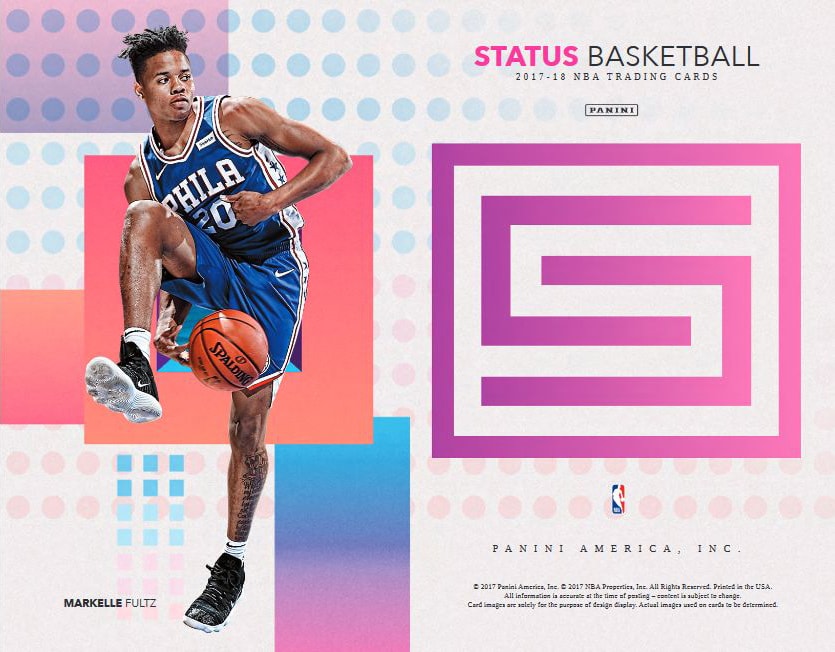 STATUS BASKETBALL
2017-18 NBA TRADING CARDS
PANINI
PHILA
20
SPALDING
MARKELLE FULTZ
NBA
PANINI AMERICA, INC.
© 2017 Panini America, Inc. © 2017 NBA Properties, Inc. All Rights Reserved. Printed in the USA.
All information is accurate at the time of posting – content is subject to change.
Card images are solely for the purpose of design display. Actual images used on cards to be determined.